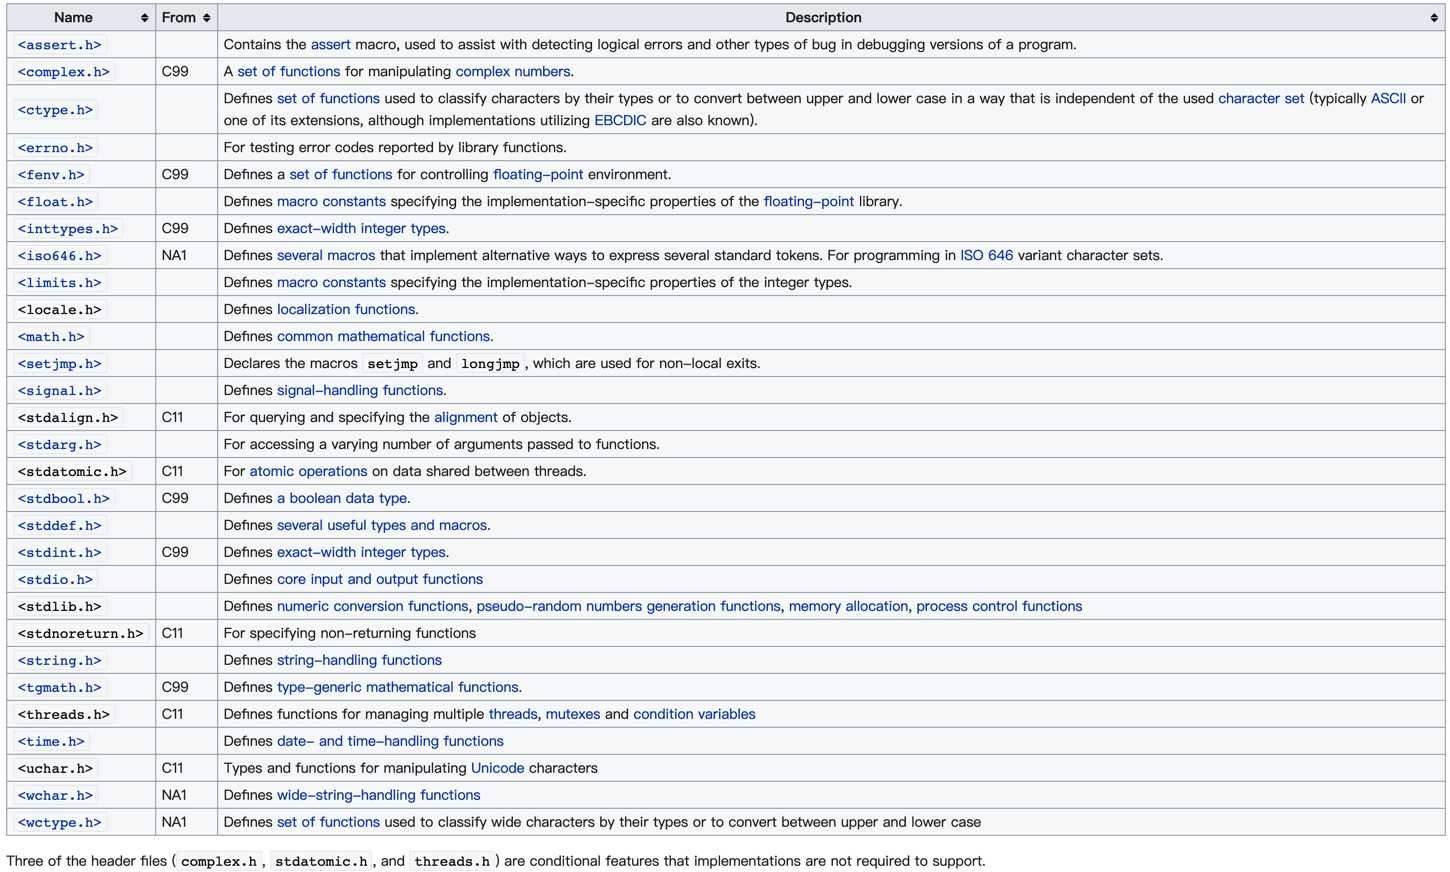 Name From Description
<assert.h> Contains the assert macro, used to assist with detecting logical errors and other types of bug in debugging versions of a program.
<complex.h> C99 A set of functions for manipulating complex numbers.
<ctype.h> Defines set of functions used to classify characters by their types or to convert between upper and lower case in a way that is independent of the used character set (typically ASCII or
one of its extensions, although implementations utilizing EBCDIC are also known).
<errno.h> For testing error codes reported by library functions.
<fenv.h> C99 Defines a set of functions for controlling floating-point environment.
<float.h> Defines macro constants specifying the implementation-specific properties of the floating-point library.
<inttypes.h> C99 Defines exact-width integer types.
<iso646.h> NA1 Defines several macros that implement alternative ways to express several standard tokens. For programming in ISO 646 variant character sets.
<limits.h> Defines macro constants specifying the implementation-specific properties of the integer types.
<locale.h> Defines localization functions.
<math.h> Defines common mathematical functions.
<setjmp.h> Declares the macros setjmp and longjmp, which are used for non-local exits.
<signal.h> Defines signal-handling functions.
<stdalign.h> C11 For querying and specifying the alignment of objects.
<stdarg.h> For accessing a varying number of arguments passed to functions.
<stdatomic.h> C11 For atomic operations on data shared between threads.
<stdbool.h> C99 Defines a boolean data type.
<stddef.h> Defines several useful types and macros.
<stdint.h> C99 Defines exact-width integer types.
<stdio.h> Defines core input and output functions
<stdlib.h> Defines numeric conversion functions, pseudo-random numbers generation functions, memory allocation, process control functions
<stdnoreturn.h> C11 For specifying non-returning functions
<string.h> Defines string-handling functions
<tgmath.h> C99 Defines type-generic mathematical functions.
<threads.h> C11 Defines functions for managing multiple threads, mutexes and condition variables
<time.h> Defines date- and time-handling functions
<uchar.h> C11 Types and functions for manipulating Unicode characters
<wchar.h> NA1 Defines wide-string-handling functions
<wctype.h> NA1 Defines set of functions used to classify wide characters by their types or to convert between upper and lower case
Three of the header files (complex.h, stdatomic.h, and threads.h) are conditional features that implementations are not required to support.